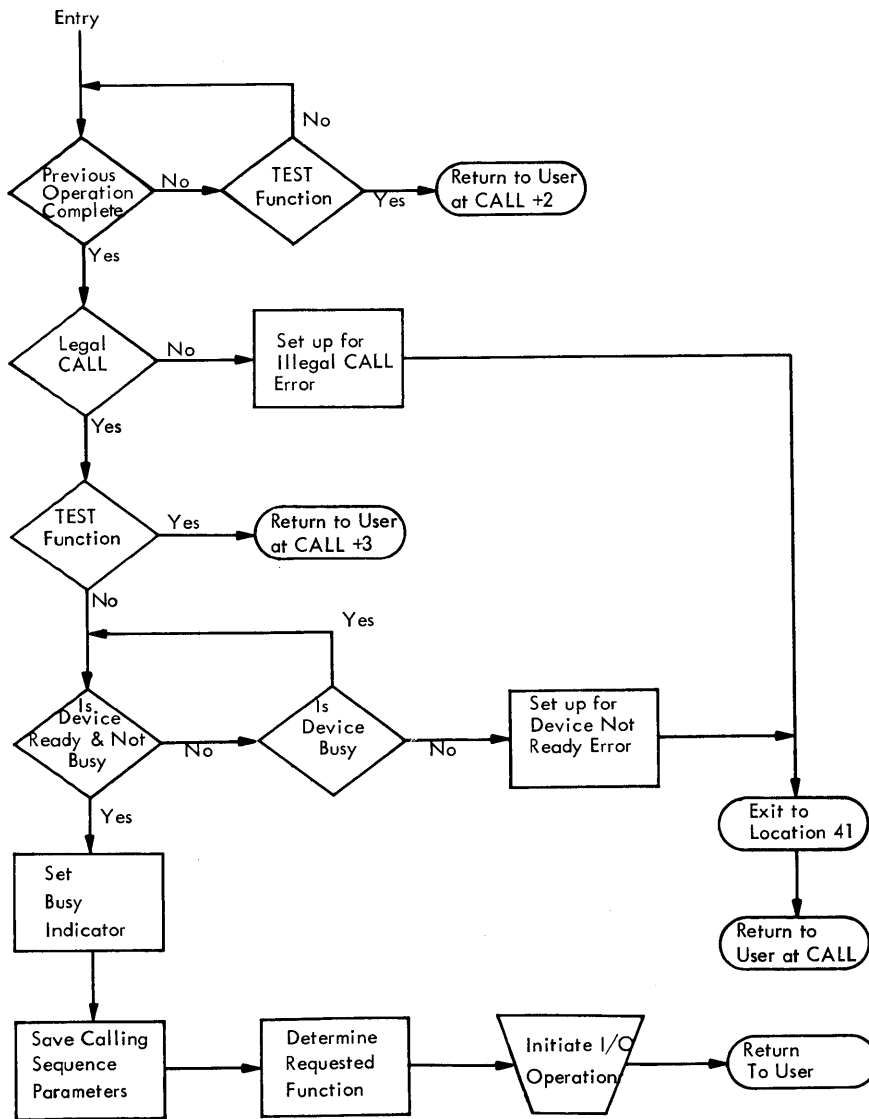 Entry
No
Previous
Operation
Complete
No
TEST
Function
Yes
Return to User
at CALL +2
Yes
Legal
CALL
No
Set up for
Illegal CALL
Error
Yes
TEST
Function
Yes
Return to User
at CALL +3
No
Yes
Is
Device
Ready & Not
Busy
No
Is
Device
Busy
No
Set up for
Device Not
Ready Error
Yes
Exit to
Location 41
Set
Busy
Indicator
Return to
User at CALL
Save Calling
Sequence
Parameters
Determine
Requested
Function
Initiate I/O
Operation
Return
To User